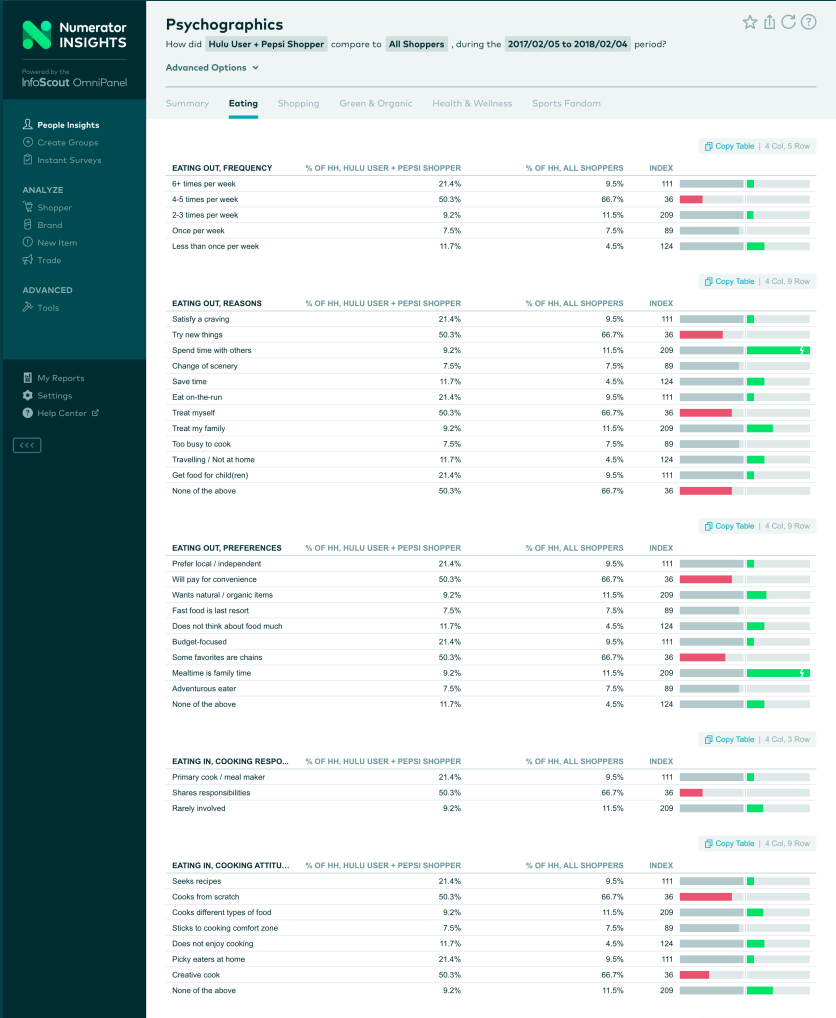 Numerator
INSIGHTS
Powered by the
InfoScout OmniPanel
People Insights
Create Groups
Instant Surveys
ANALYZE
Shopper
Brand
New Item
Trade
ADVANCED
Tools
My Reports
Settings
Help Center
<<<
Psychographics
How did Hulu User + Pepsi Shopper compare to All Shoppers , during the 2017/02/05 to 2018/02/04 period?
Advanced Options
Summary Eating Shopping Green & Organic Health & Wellness Sports Fandom
Copy Table | 4 Col, 5 Row
EATING OUT, FREQUENCY % OF HH, HULU USER + PEPSI SHOPPER % OF HH, ALL SHOPPERS INDEX
6+ times per week 21.4% 9.5% 111
4-5 times per week 50.3% 66.7% 36
2-3 times per week 9.2% 11.5% 209
Once per week 7.5% 7.5% 89
Less than once per week 11.7% 4.5% 124
Copy Table | 4 Col, 9 Row
EATING OUT, REASONS % OF HH, HULU USER + PEPSI SHOPPER % OF HH, ALL SHOPPERS INDEX
Satisfy a craving 21.4% 9.5% 111
Try new things 50.3% 66.7% 36
Spend time with others 9.2% 11.5% 209
Change of scenery 7.5% 7.5% 89
Save time 11.7% 4.5% 124
Eat on-the-run 21.4% 9.5% 111
Treat myself 50.3% 66.7% 36
Treat my family 9.2% 11.5% 209
Too busy to cook 7.5% 7.5% 89
Travelling / Not at home 11.7% 4.5% 124
Get food for child(ren) 21.4% 9.5% 111
None of the above 50.3% 66.7% 36
Copy Table | 4 Col, 9 Row
EATING OUT, PREFERENCES % OF HH, HULU USER + PEPSI SHOPPER % OF HH, ALL SHOPPERS INDEX
Prefer local / independent 21.4% 9.5% 111
Will pay for convenience 50.3% 66.7% 36
Wants natural / organic items 9.2% 11.5% 209
Fast food is last resort 7.5% 7.5% 89
Does not think about food much 11.7% 4.5% 124
Budget-focused 21.4% 9.5% 111
Some favorites are chains 50.3% 66.7% 36
Mealtime is family time 9.2% 11.5% 209
Adventurous eater 7.5% 7.5% 89
None of the above 11.7% 4.5% 124
Copy Table | 4 Col, 3 Row
EATING IN, COOKING RESPO... % OF HH, HULU USER + PEPSI SHOPPER % OF HH, ALL SHOPPERS INDEX
Primary cook / meal maker 21.4% 9.5% 111
Shares responsibilities 50.3% 66.7% 36
Rarely involved 9.2% 11.5% 209
Copy Table | 4 Col, 9 Row
EATING IN, COOKING ATTITU... % OF HH, HULU USER + PEPSI SHOPPER % OF HH, ALL SHOPPERS INDEX
Seeks recipes 21.4% 9.5% 111
Cooks from scratch 50.3% 66.7% 36
Cooks different types of food 9.2% 11.5% 209
Sticks to cooking comfort zone 7.5% 7.5% 89
Does not enjoy cooking 11.7% 4.5% 124
Picky eaters at home 21.4% 9.5% 111
Creative cook 50.3% 66.7% 36
None of the above 9.2% 11.5% 209